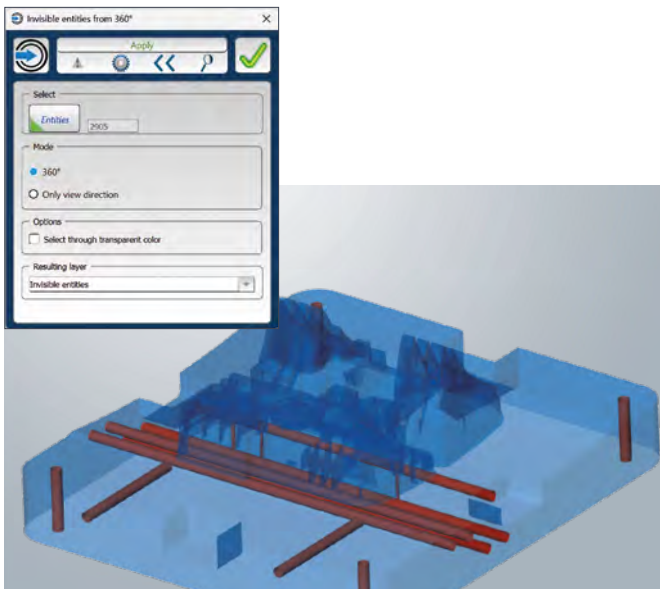 Invisible entities from 360°
Apply
Select
Entities
2905
Mode
360°
Only view direction
Options
Select through transparent color
Resulting layer
Invisible entities